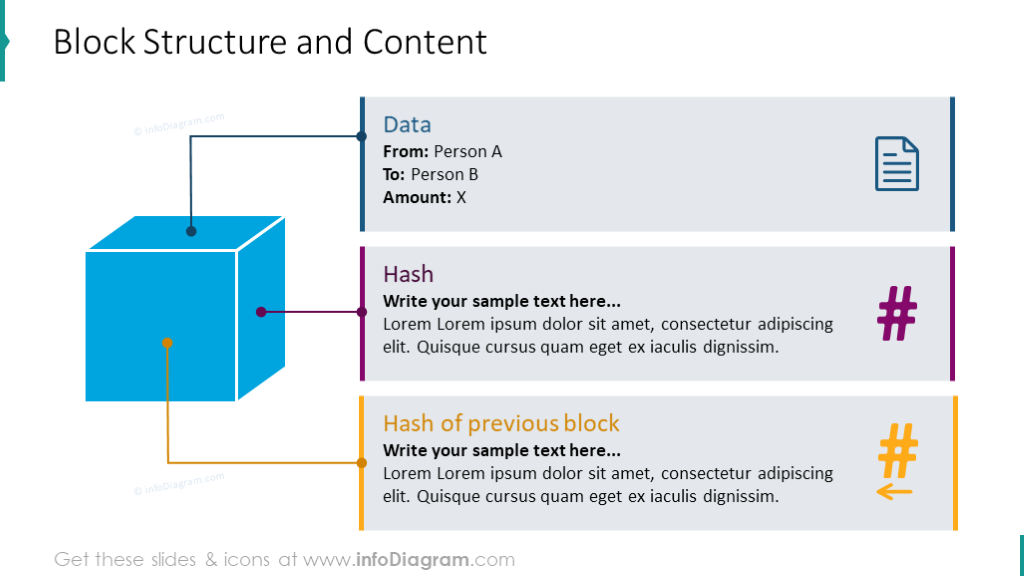 Block Structure and Content
© infoDiagram.com
Data
From: Person A
To: Person B
Amount: X
Hash
Write your sample text here...
Lorem Lorem ipsum dolor sit amet, consectetur adipiscing
elit. Quisque cursus quam eget ex iaculis dignissim.
#
Hash of previous block
Write your sample text here...
Lorem Lorem ipsum dolor sit amet, consectetur adipiscing
elit. Quisque cursus quam eget ex iaculis dignissim.
#
© infoDiagram.com
Get these slides & icons at www.infoDiagram.com